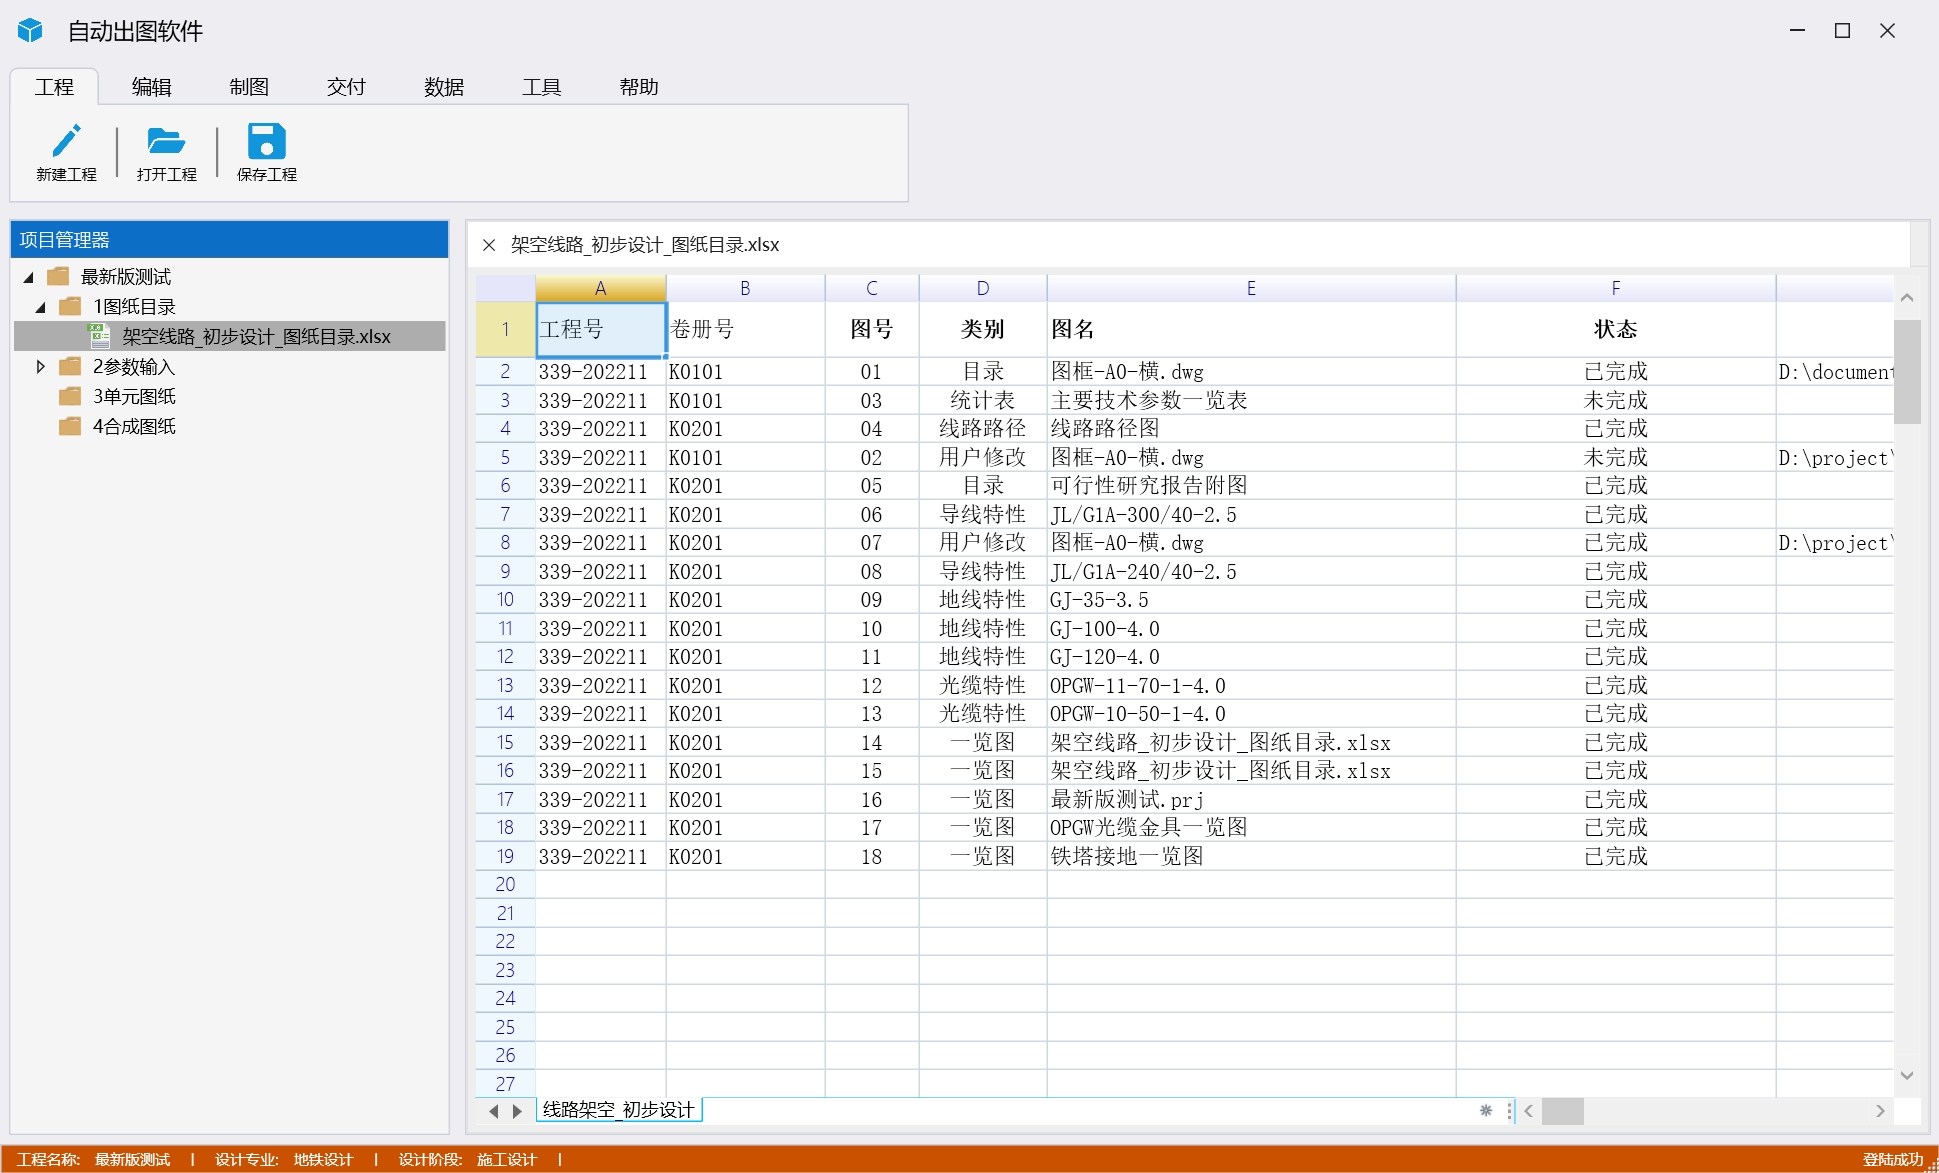 自动出图软件
工程 编辑 制图 交付 数据 工具 帮助
新建工程 打开工程 保存工程
项目管理器
最新版测试
1图纸目录
架空线路_初步设计_图纸目录.xlsx
2参数输入
3单元图纸
4合成图纸
架空线路_初步设计_图纸目录.xlsx
A B C D E F
1 工程号 卷册号 图号 类别 图名 状态
2 339-202211 K0101 01 目录 图框-A0-横.dwg 已完成 D:\document
3 339-202211 K0101 03 统计表 主要技术参数一览表 未完成
4 339-202211 K0201 04 线路路径 线路路径图 已完成
5 339-202211 K0101 02 用户修改 图框-A0-横.dwg 未完成 D:\project\
6 339-202211 K0201 05 目录 可行性研究报告附图 已完成
7 339-202211 K0201 06 导线特性 JL/G1A-300/40-2.5 已完成
8 339-202211 K0201 07 用户修改 图框-A0-横.dwg 已完成 D:\project\
9 339-202211 K0201 08 导线特性 JL/G1A-240/40-2.5 已完成
10 339-202211 K0201 09 地线特性 GJ-35-3.5 已完成
11 339-202211 K0201 10 地线特性 GJ-100-4.0 已完成
12 339-202211 K0201 11 地线特性 GJ-120-4.0 已完成
13 339-202211 K0201 12 光缆特性 OPGW-11-70-1-4.0 已完成
14 339-202211 K0201 13 光缆特性 OPGW-10-50-1-4.0 已完成
15 339-202211 K0201 14 一览图 架空线路_初步设计_图纸目录.xlsx 已完成
16 339-202211 K0201 15 一览图 架空线路_初步设计_图纸目录.xlsx 已完成
17 339-202211 K0201 16 一览图 最新版测试.prj 已完成
18 339-202211 K0201 17 一览图 OPGW光缆金具一览图 已完成
19 339-202211 K0201 18 一览图 铁塔接地一览图 已完成
20
21
22
23
24
25
26
27
线路架空_初步设计
工程名称: 最新版测试 | 设计专业: 地铁设计 | 设计阶段: 施工设计 | 登陆成功